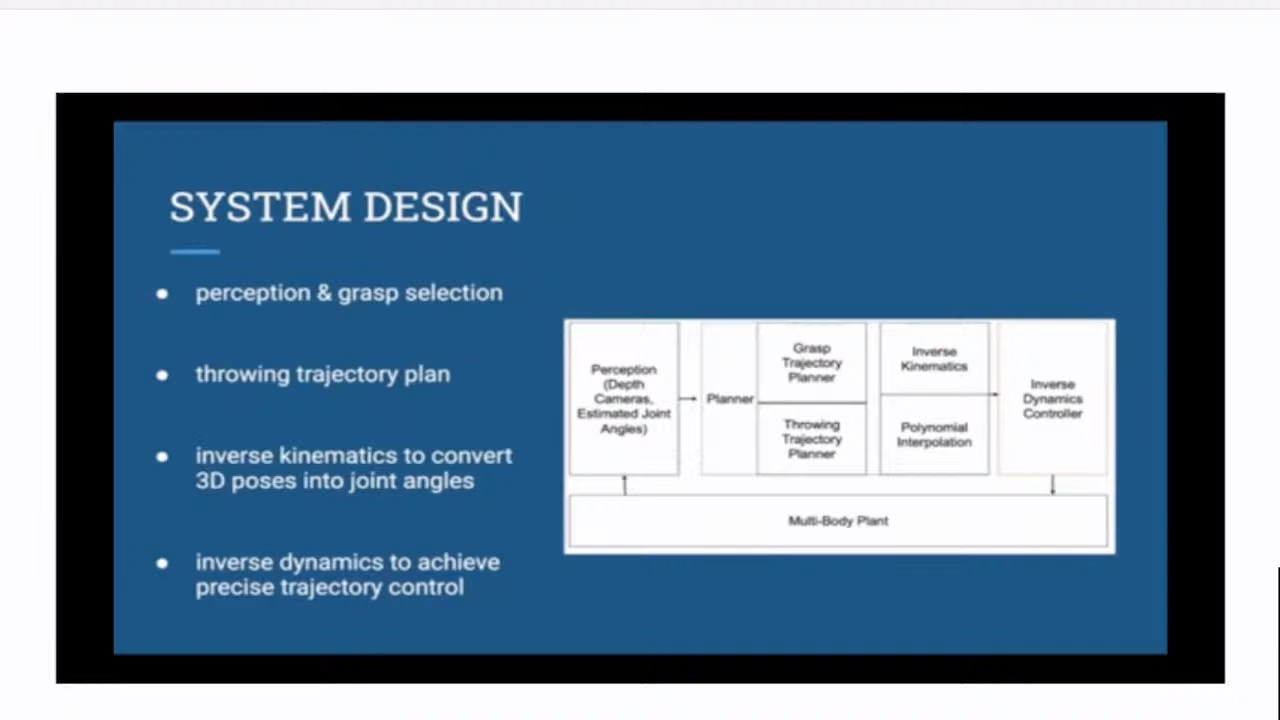 SYSTEM DESIGN
perception & grasp selection
throwing trajectory plan
inverse kinematics to convert
3D poses into joint angles
inverse dynamics to achieve
precise trajectory control
Perception
(Depth
Cameras,
Estimated Joint
Angles)
Planner
Grasp
Trajectory
Planner
Throwing
Trajectory
Planner
Inverse
Kinematics
Polynomial
Interpolation
Inverse
Dynamics
Controller
Multi-Body Plant